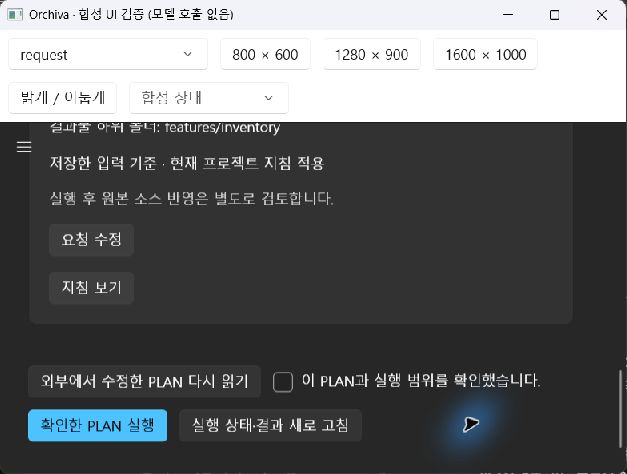 Orchiva · 합성 UI 검증 (모델 호출 없음)
request
800 × 600
1280 × 900
1600 × 1000
밝게 / 어둡게
합성 상태
결과물 하위 폴더: features/inventory
저장한 입력 기준 · 현재 프로젝트 지침 적용
실행 후 원본 소스 반영은 별도로 검토합니다.
요청 수정
지침 보기
외부에서 수정한 PLAN 다시 읽기
이 PLAN과 실행 범위를 확인했습니다.
확인한 PLAN 실행
실행 상태·결과 새로 고침